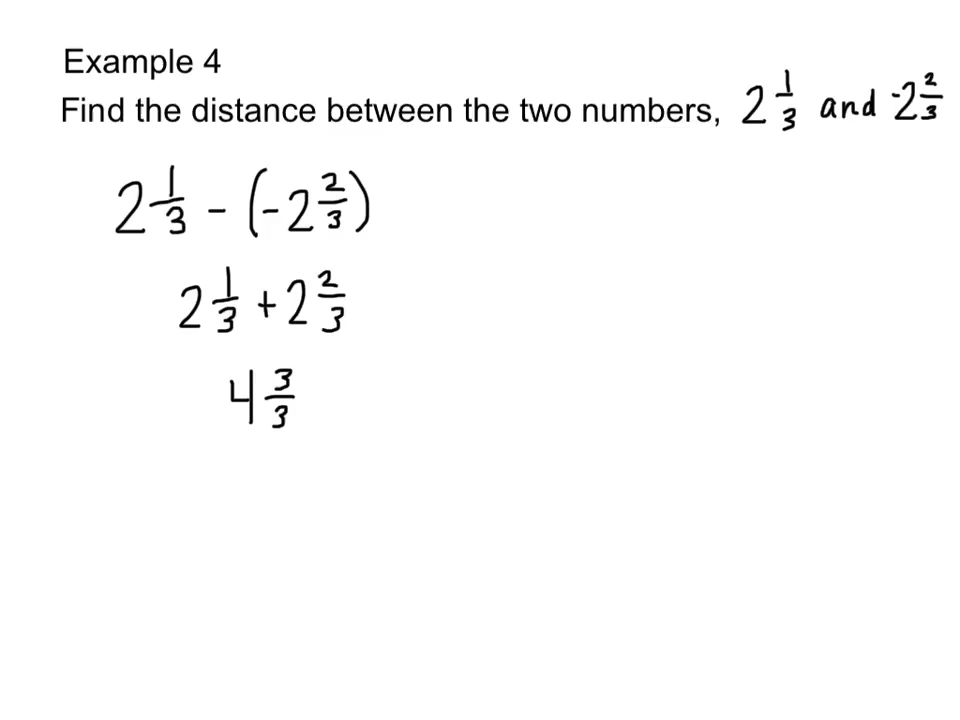 Example 4
Find the distance between the two numbers, 2 1/3 and -2 2/3
2 1/3 - (-2 2/3)
2 1/3 + 2 2/3
4 3/3